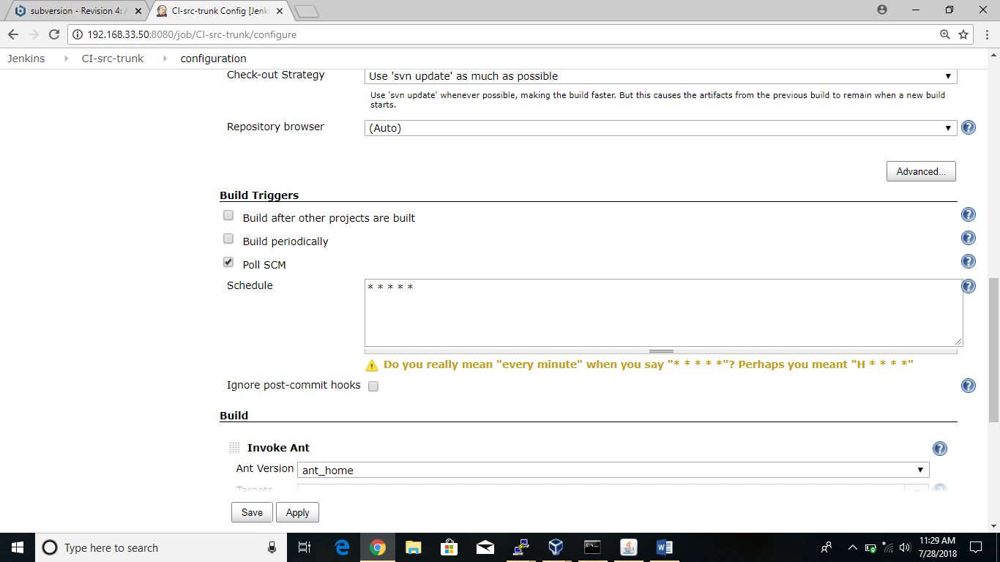 subversion - Revision 4: /
CI-src-trunk Config [Jenk
192.168.33.50:8080/job/CI-src-trunk/configure
Jenkins CI-src-trunk configuration
Check-out Strategy Use 'svn update' as much as possible
Use 'svn update' whenever possible, making the build faster. But this causes the artifacts from the previous build to remain when a new build
starts.
Repository browser (Auto)
Advanced...
Build Triggers
Build after other projects are built
Build periodically
Poll SCM
Schedule * * * * *
Do you really mean "every minute" when you say "* * * * *"? Perhaps you meant "H * * * *"
Ignore post-commit hooks
Build
Invoke Ant
Ant Version ant_home
Targets
Save Apply
Type here to search
11:29 AM
7/28/2018